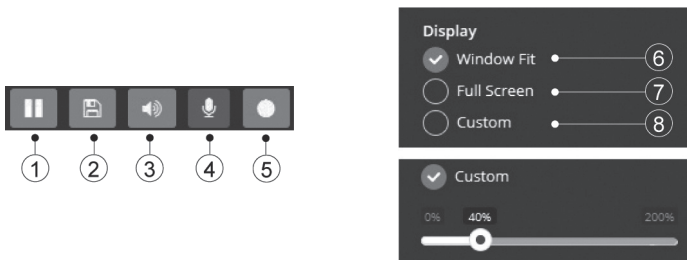 1
2
3
4
5
Display
Window Fit
6
Full Screen
7
Custom
8
Custom
0%
40%
200%